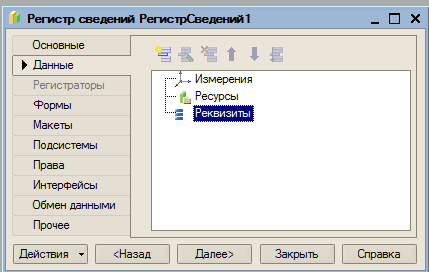 Регистр сведений РегистрСведений1
Основные
Данные
Регистраторы
Формы
Макеты
Подсистемы
Права
Интерфейсы
Обмен данными
Прочее
Измерения
Ресурсы
Реквизиты
Действия
<Назад
Далее>
Закрыть
Справка